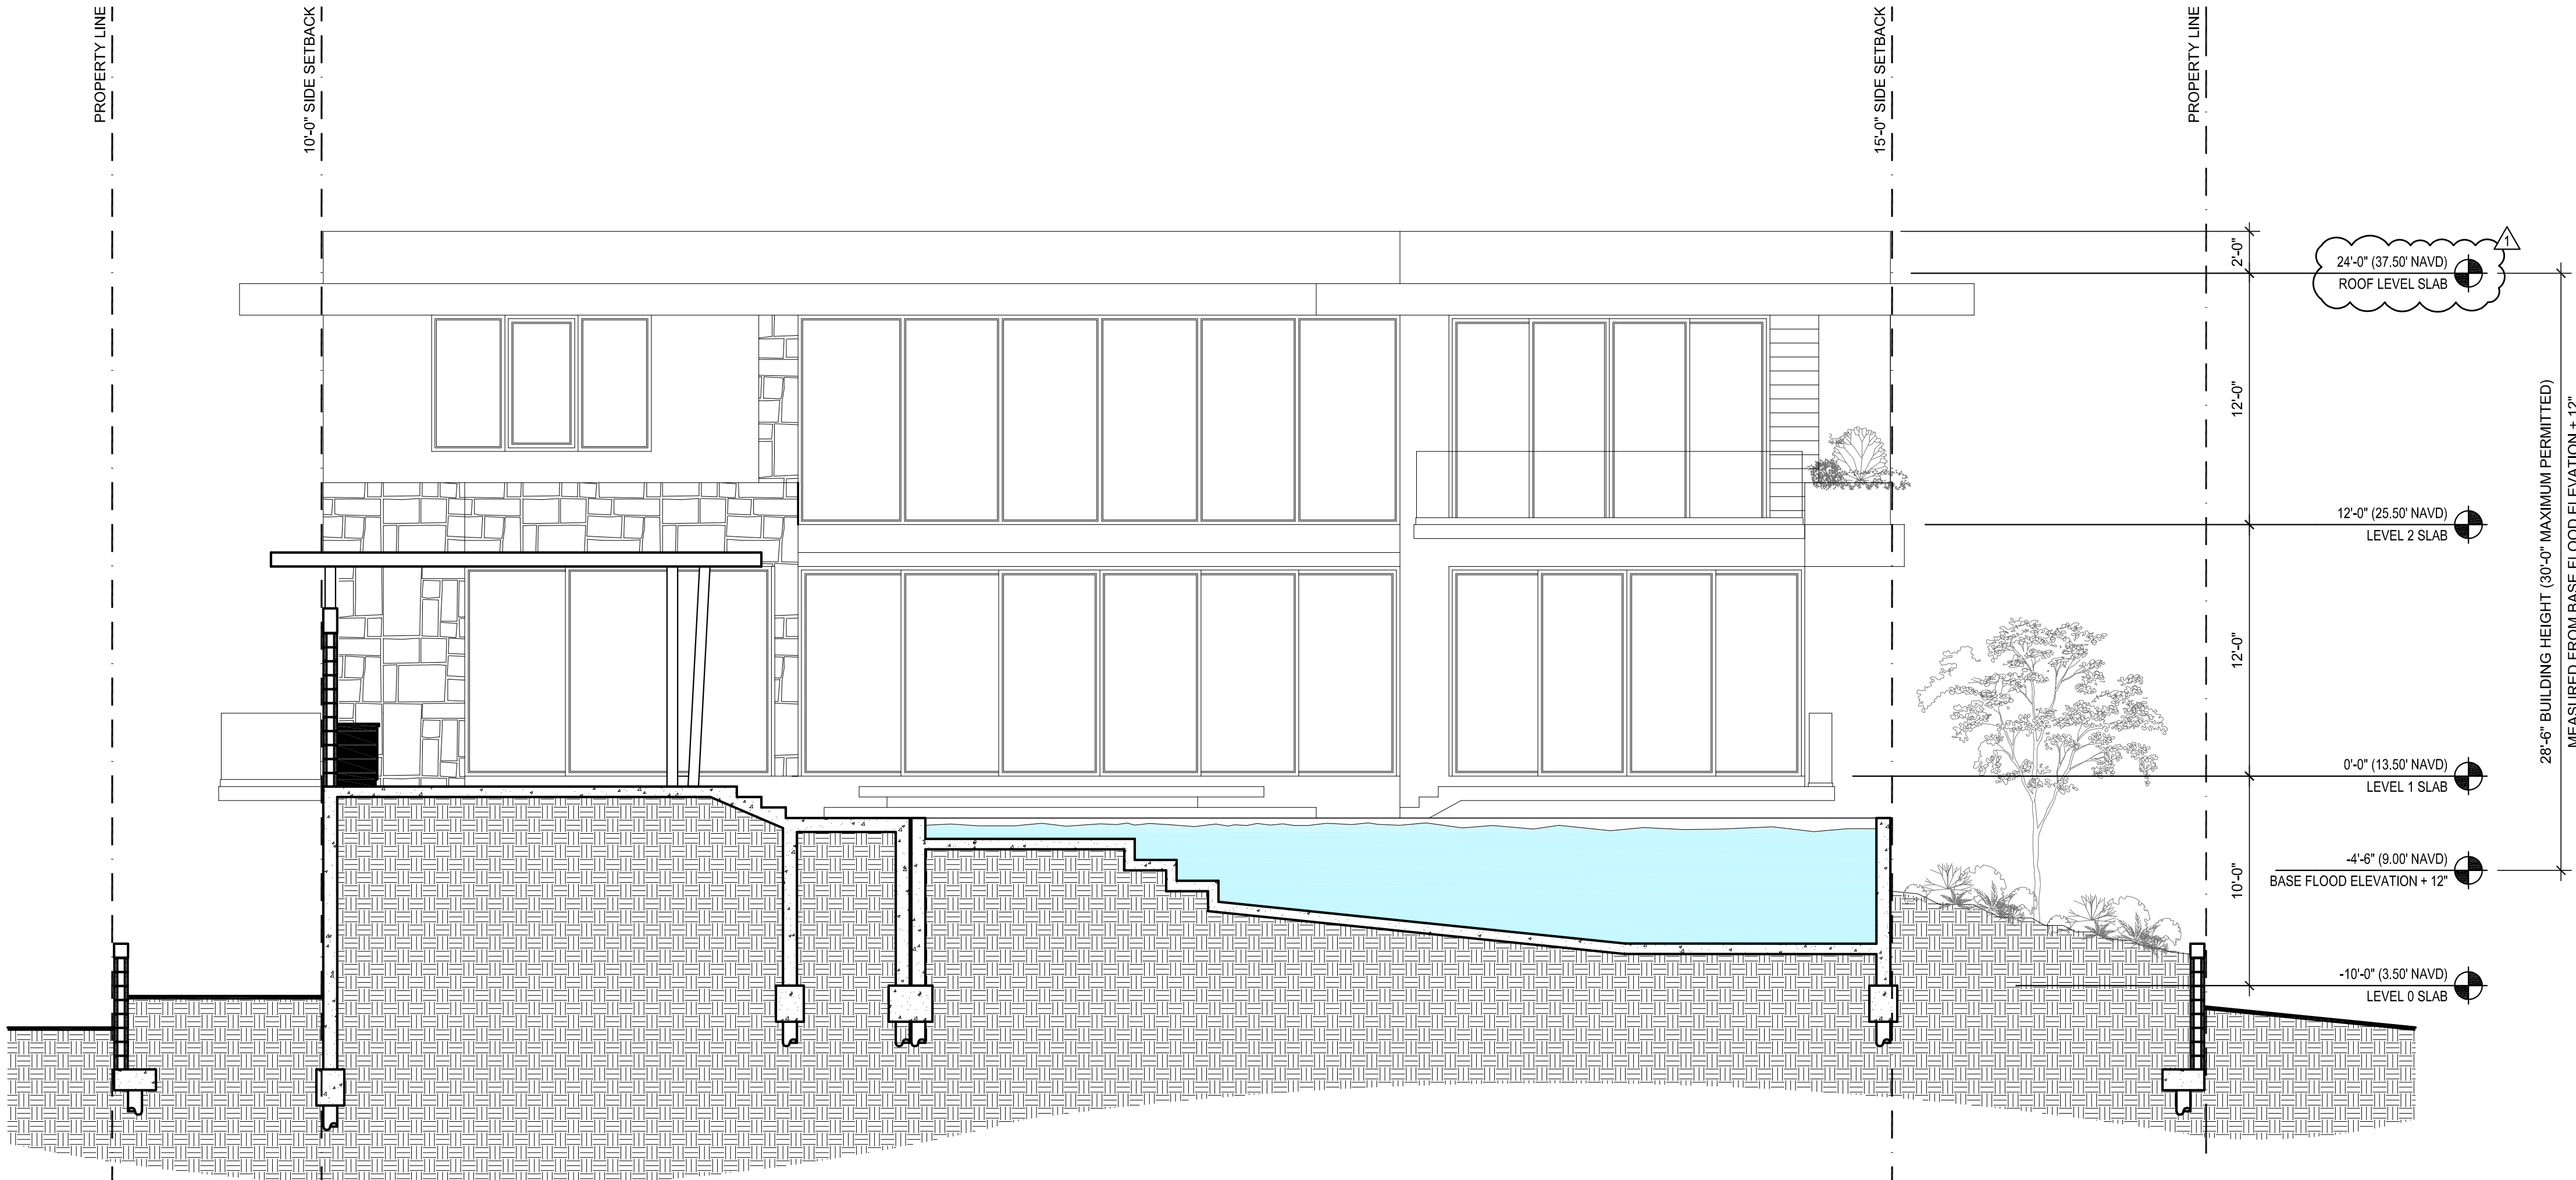 PROPERTY LINE
10'-0" SIDE SETBACK
15'-0" SIDE SETBACK
PROPERTY LINE
2'-0"
1
24'-0" (37.50' NAVD)
ROOF LEVEL SLAB
12'-0"
28'-6" BUILDING HEIGHT (30'-0" MAXIMUM PERMITTED)
MEASURED FROM BASE FLOOD ELEVATION + 12"
12'-0" (25.50' NAVD)
LEVEL 2 SLAB
12'-0"
0'-0" (13.50' NAVD)
LEVEL 1 SLAB
-4'-6" (9.00' NAVD)
BASE FLOOD ELEVATION + 12"
10'-0"
-10'-0" (3.50' NAVD)
LEVEL 0 SLAB